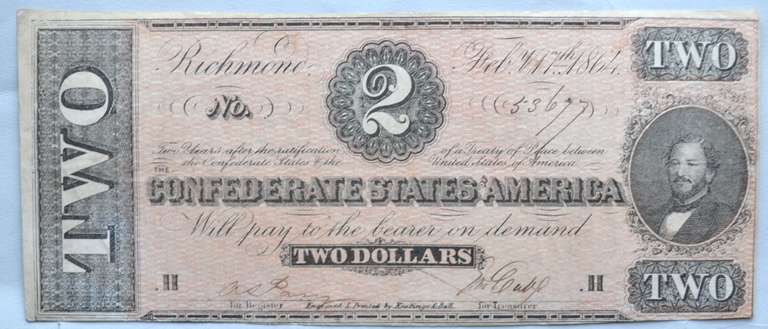 TWO
Richmond, Feb. 17th, 1864.
TWO
2
No. 53697
Two Years after the ratification of a Treaty of Peace between
the Confederate States & the United States of America
THE
CONFEDERATE STATES AMERICA
Will pay to the bearer on demand
TWO DOLLARS
H H
for Register Engraved & Printed by Keatinge & Ball. for Treasurer
TWO